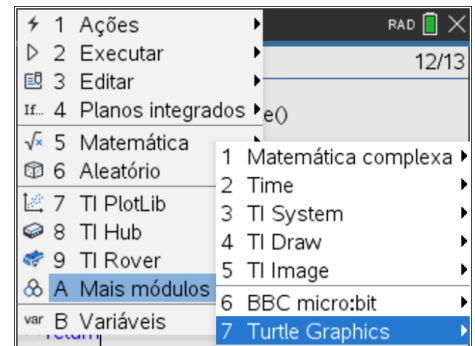 1 Ações
RAD
2 Executar
12/13
3 Editar
If... 4 Planos integrados
e()
√x 5 Matemática
6 Aleatório
7 TI PlotLib
8 TI Hub
9 TI Rover
A Mais módulos
var B Variáveis
return
1 Matemática complexa
2 Time
3 TI System
4 TI Draw
5 TI Image
6 BBC micro:bit
7 Turtle Graphics